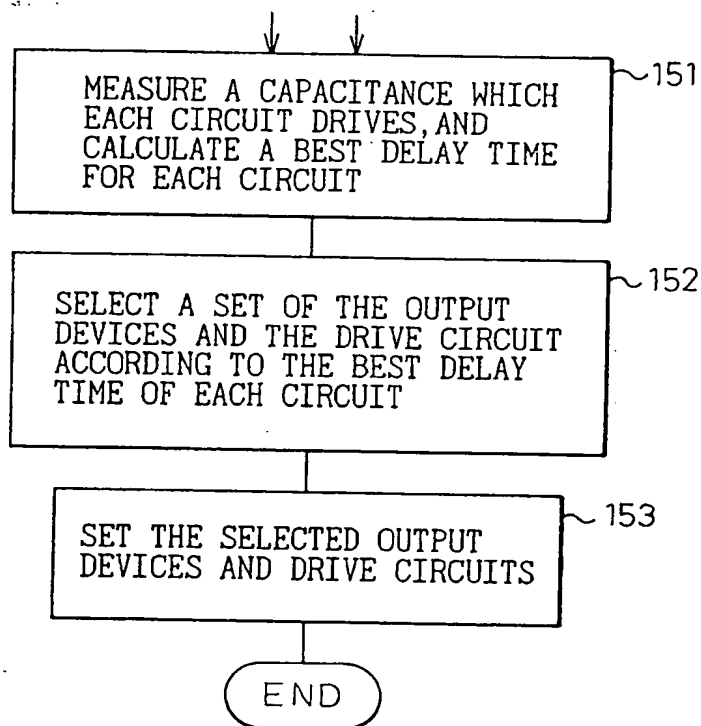 MEASURE A CAPACITANCE WHICH
EACH CIRCUIT DRIVES, AND
CALCULATE A BEST DELAY TIME
FOR EACH CIRCUIT
151
SELECT A SET OF THE OUTPUT
DEVICES AND THE DRIVE CIRCUIT
ACCORDING TO THE BEST DELAY
TIME OF EACH CIRCUIT
152
SET THE SELECTED OUTPUT
DEVICES AND DRIVE CIRCUITS
153
END